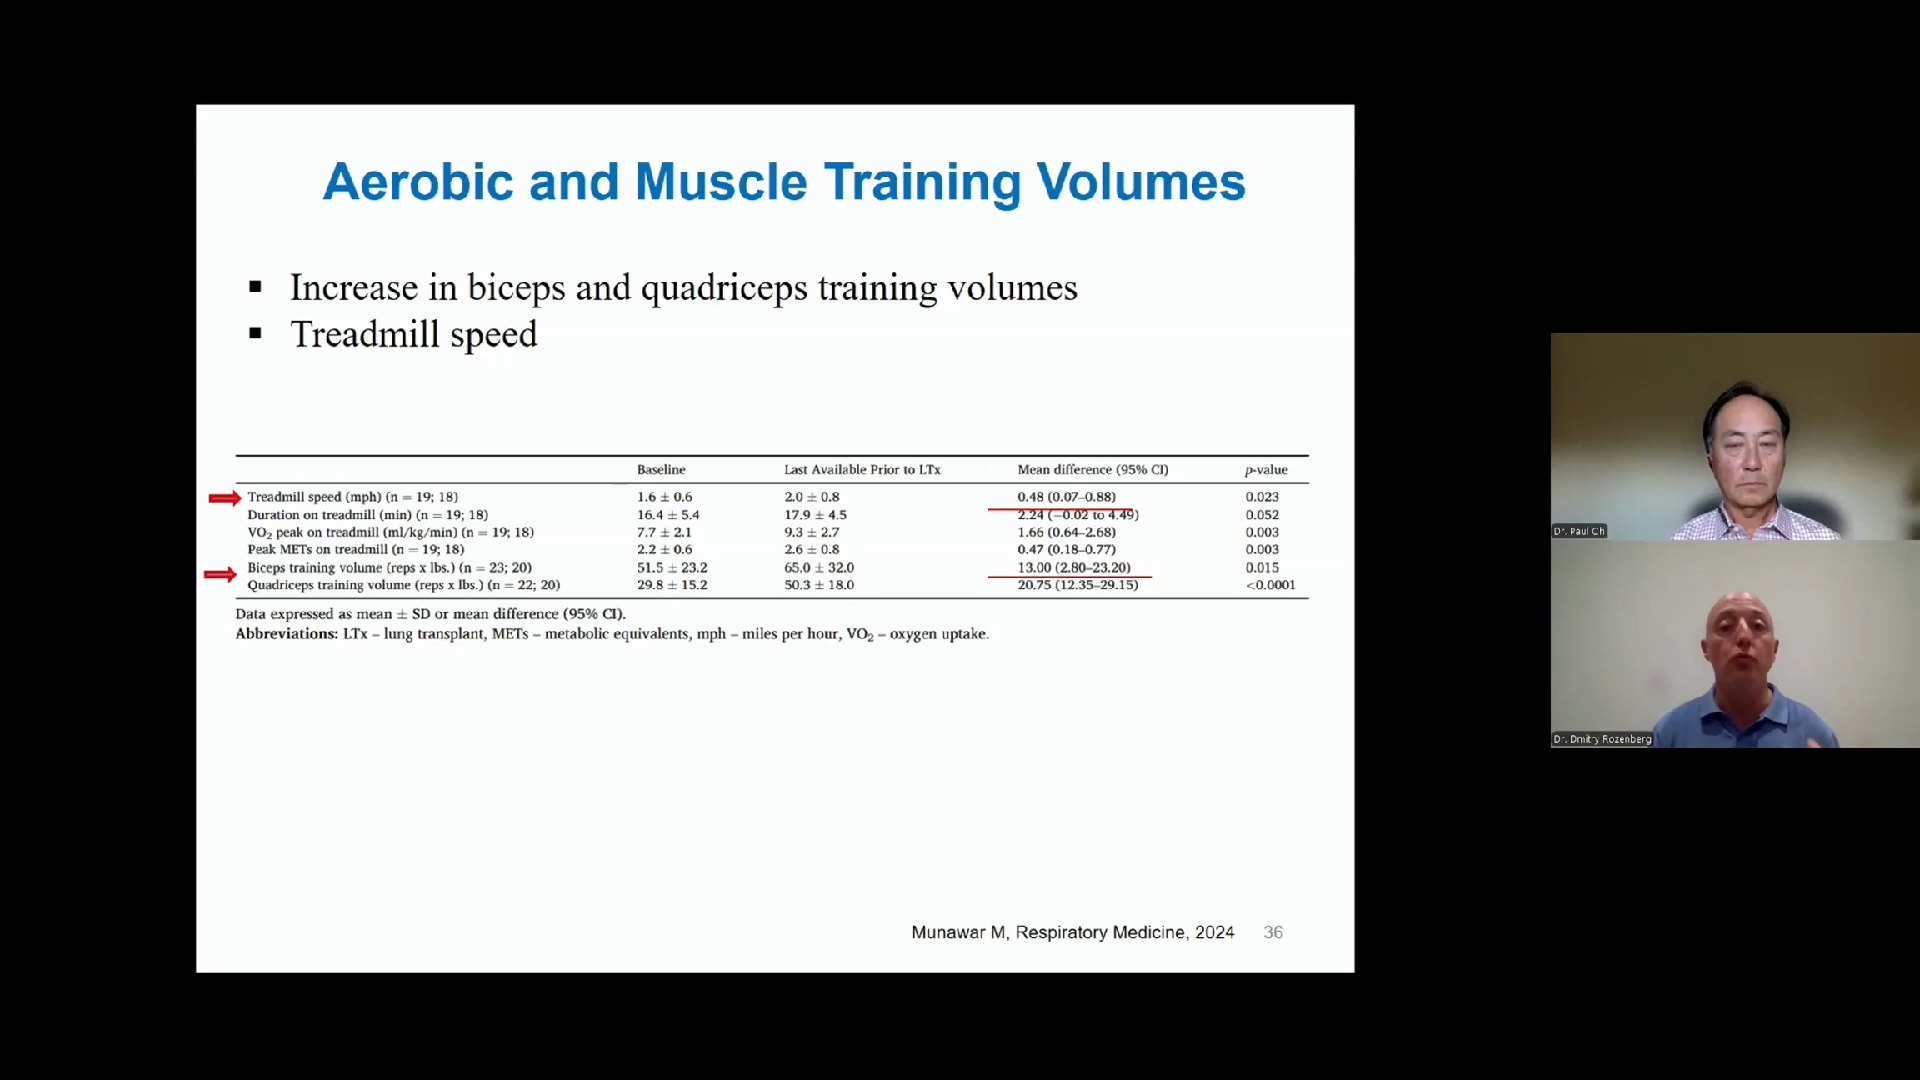 Aerobic and Muscle Training Volumes
▪ Increase in biceps and quadriceps training volumes
▪ Treadmill speed
Baseline Last Available Prior to LTx Mean difference (95% CI) p-value
Treadmill speed (mph) (n = 19; 18) 1.6 ± 0.6 2.0 ± 0.8 0.48 (0.07–0.88) 0.023
Duration on treadmill (min) (n = 19; 18) 16.4 ± 5.4 17.9 ± 4.5 2.24 (−0.02 to 4.49) 0.052
VO₂ peak on treadmill (ml/kg/min) (n = 19; 18) 7.7 ± 2.1 9.3 ± 2.7 1.66 (0.64–2.68) 0.003
Peak METs on treadmill (n = 19; 18) 2.2 ± 0.6 2.6 ± 0.8 0.47 (0.18–0.77) 0.003
Biceps training volume (reps x lbs.) (n = 23; 20) 51.5 ± 23.2 65.0 ± 32.0 13.00 (2.80–23.20) 0.015
Quadriceps training volume (reps x lbs.) (n = 22; 20) 29.8 ± 15.2 50.3 ± 18.0 20.75 (12.35–29.15) <0.0001
Data expressed as mean ± SD or mean difference (95% CI).
Abbreviations: LTx – lung transplant, METs – metabolic equivalents, mph – miles per hour, VO₂ – oxygen uptake.
Munawar M, Respiratory Medicine, 2024 36
Dr. Paul Ch
Dr. Dmitry Rozenberg